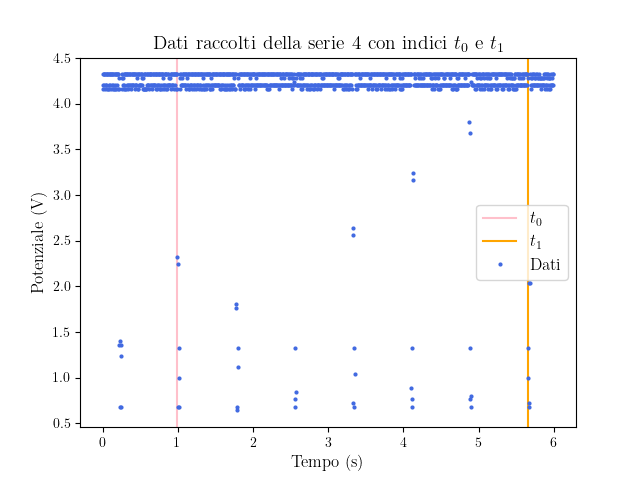 Dati raccolti della serie 4 con indici t₀ e t₁
4.5
4.0
3.5
3.0
2.5
2.0
1.5
1.0
0.5
Potenziale (V)
t₀
t₁
Dati
0 1 2 3 4 5 6
Tempo (s)